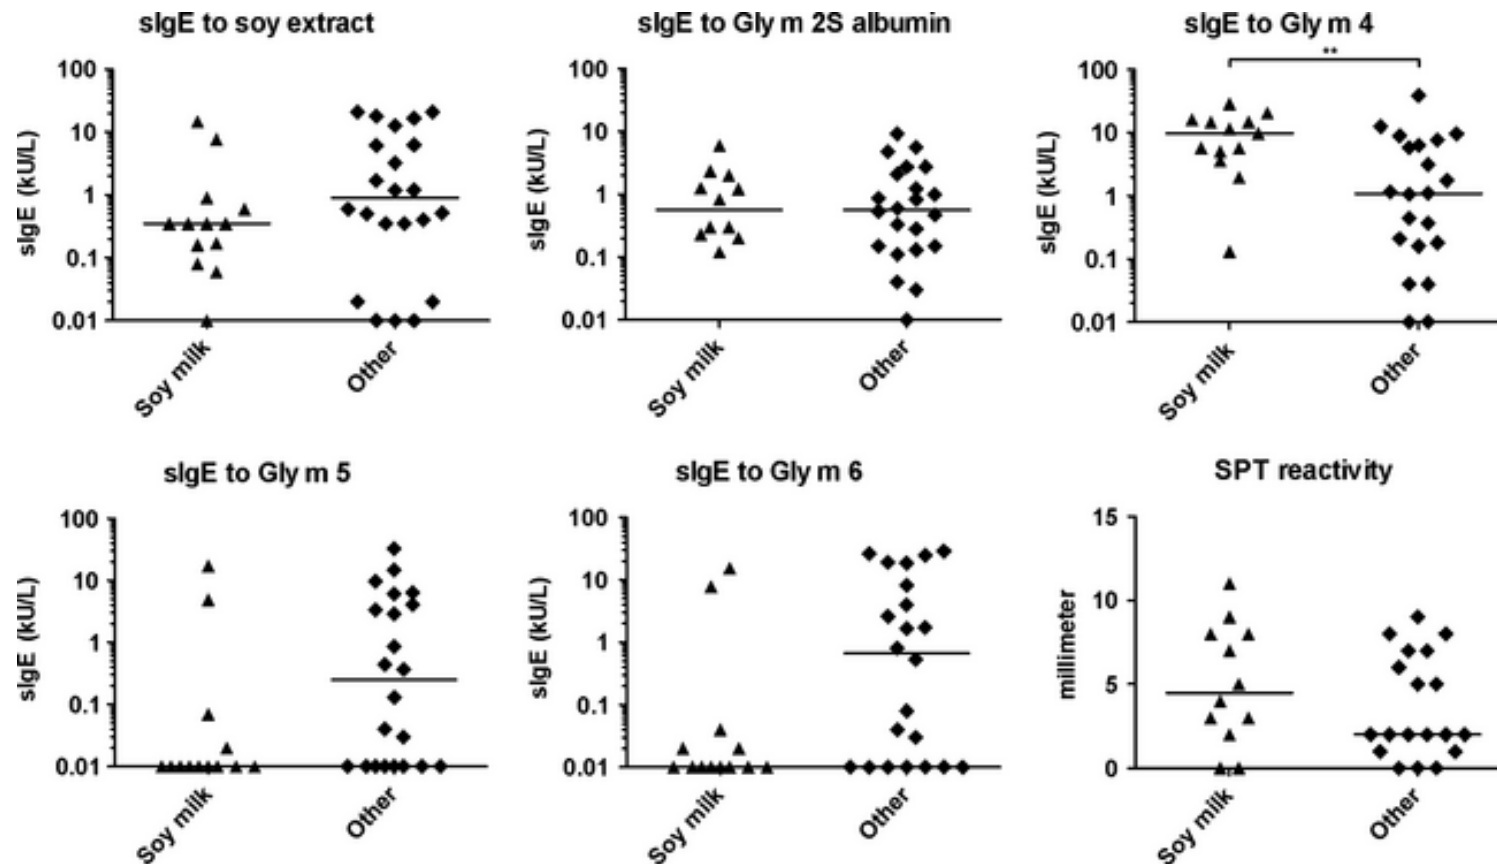 sIgE to soy extract
sIgE (kU/L)
100
10
1
0.1
0.01
Soy milk
Other
sIgE to Gly m 2S albumin
sIgE (kU/L)
100
10
1
0.1
0.01
Soy milk
Other
sIgE to Gly m 4
**
sIgE (kU/L)
100
10
1
0.1
0.01
Soy milk
Other
sIgE to Gly m 5
sIgE (kU/L)
100
10
1
0.1
0.01
Soy milk
Other
sIgE to Gly m 6
sIgE (kU/L)
100
10
1
0.1
0.01
Soy milk
Other
SPT reactivity
millimeter
15
10
5
0
Soy milk
Other